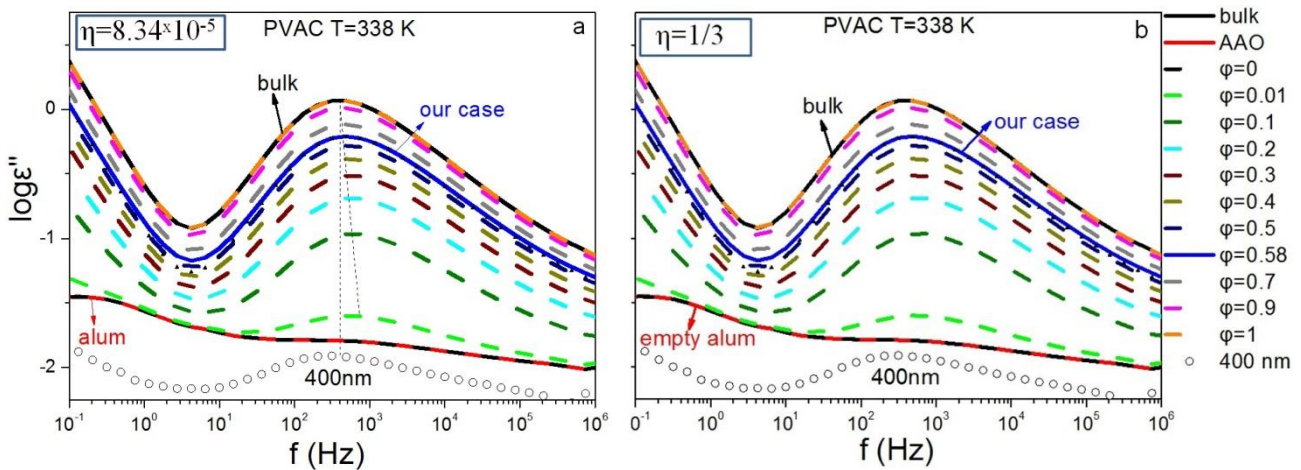 η=8.34x10⁻⁵
PVAC T=338 K
a
bulk
our case
alum
400nm
logε''
0
-1
-2
10⁻¹ 10⁰ 10¹ 10² 10³ 10⁴ 10⁵ 10⁶
f (Hz)
η=1/3
PVAC T=338 K
b
bulk
our case
empty alum
400nm
10⁻¹ 10⁰ 10¹ 10² 10³ 10⁴ 10⁵ 10⁶
f (Hz)
bulk
AAO
φ=0
φ=0.01
φ=0.1
φ=0.2
φ=0.3
φ=0.4
φ=0.5
φ=0.58
φ=0.7
φ=0.9
φ=1
400 nm